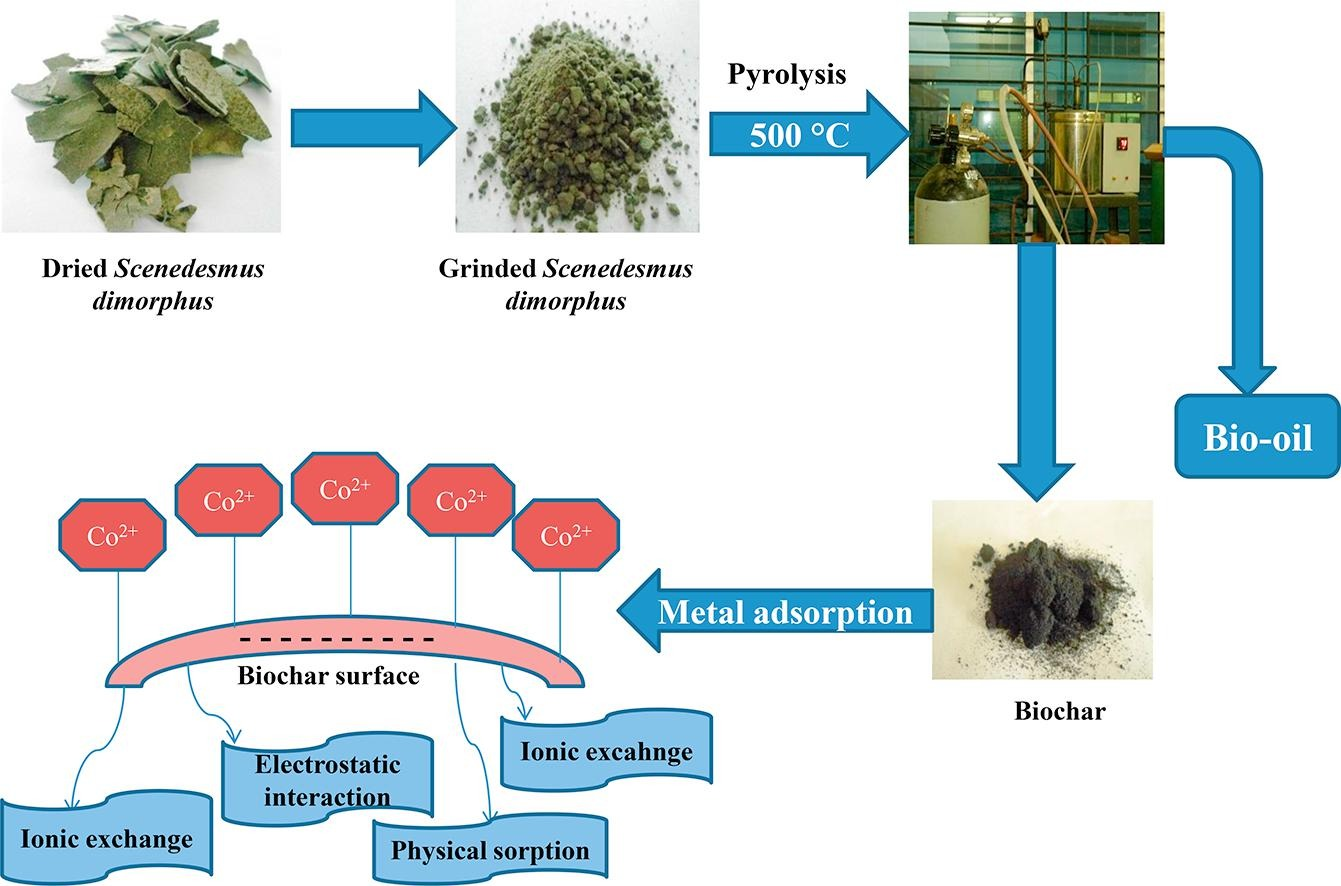 Pyrolysis
500 °C
Dried Scenedesmus
dimorphus
Grinded Scenedesmus
dimorphus
Bio-oil
Co2+
Co2+
Co2+
Co2+
Co2+
Metal adsorption
Biochar surface
Biochar
Ionic excahnge
Electrostatic
interaction
Ionic exchange
Physical sorption